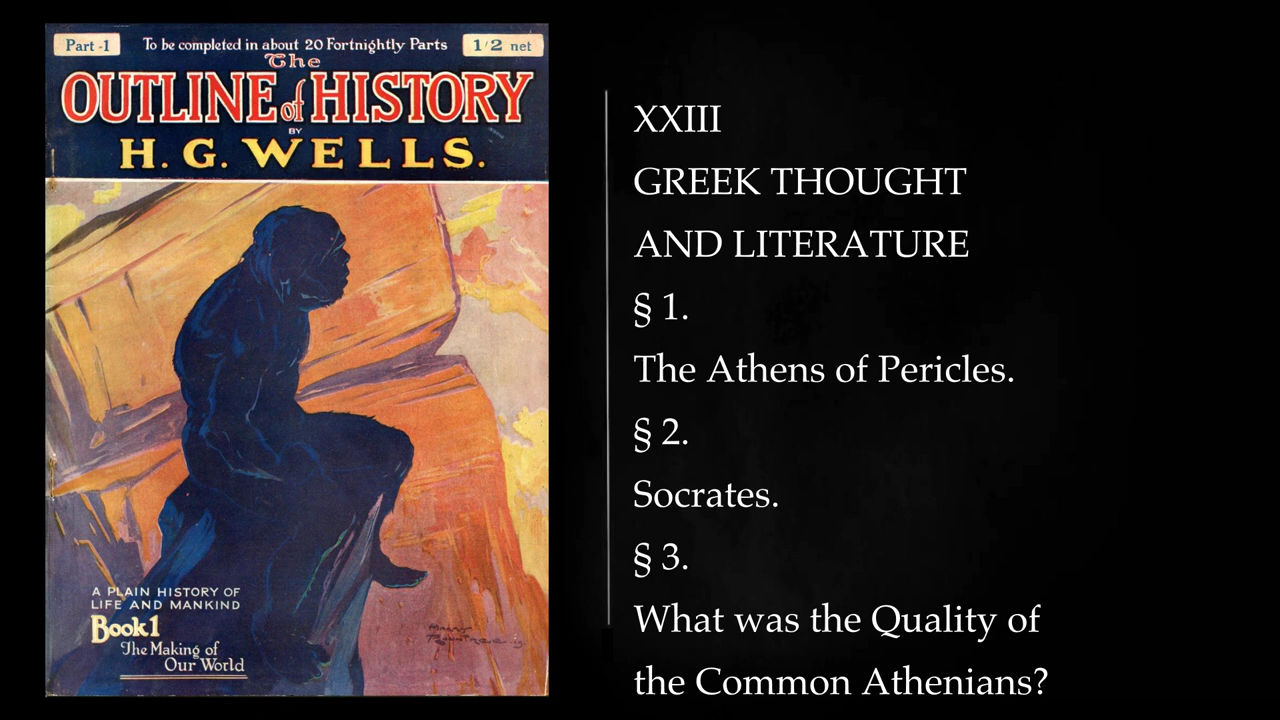 Part -1
To be completed in about 20 Fortnightly Parts
1/2 net
The
OUTLINE of HISTORY
BY
H. G. WELLS.
A PLAIN HISTORY OF
LIFE AND MANKIND
Book 1
The Making of
Our World
XXIII
GREEK THOUGHT
AND LITERATURE
§ 1.
The Athens of Pericles.
§ 2.
Socrates.
§ 3.
What was the Quality of
the Common Athenians?